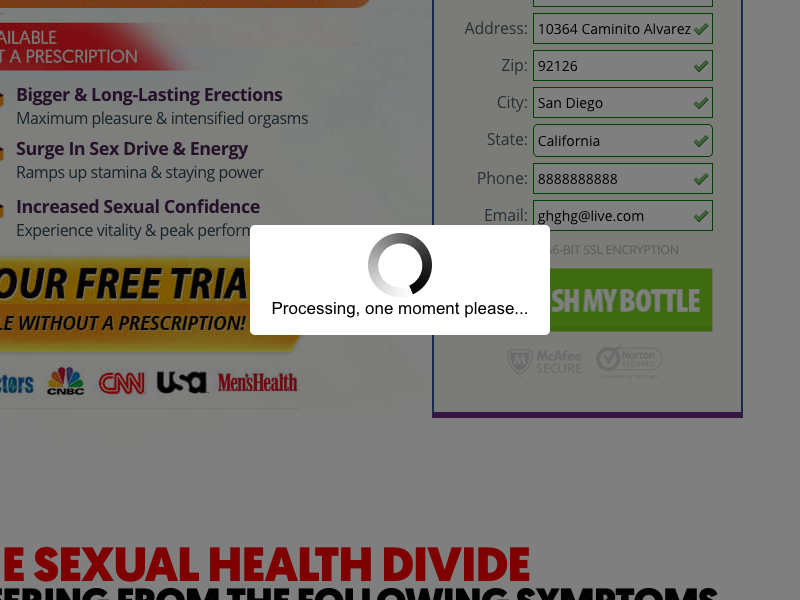 AILABLE
T A PRESCRIPTION
Bigger & Long-Lasting Erections
Maximum pleasure & intensified orgasms
Surge In Sex Drive & Energy
Ramps up stamina & staying power
Increased Sexual Confidence
Experience vitality & peak perform
OUR FREE TRIA
LE WITHOUT A PRESCRIPTION!
ctors
CNBC
CNN
usa
Men'sHealth
Address: 10364 Caminito Alvarez
Zip: 92126
City: San Diego
State: California
Phone: 8888888888
Email: ghghg@live.com
6-BIT SSL ENCRYPTION
SH MY BOTTLE
McAfee
SECURE
Norton
SECURED
Processing, one moment please...
E SEXUAL HEALTH DIVIDE
FERING FROM THE FOLLOWING SYMPTOMS